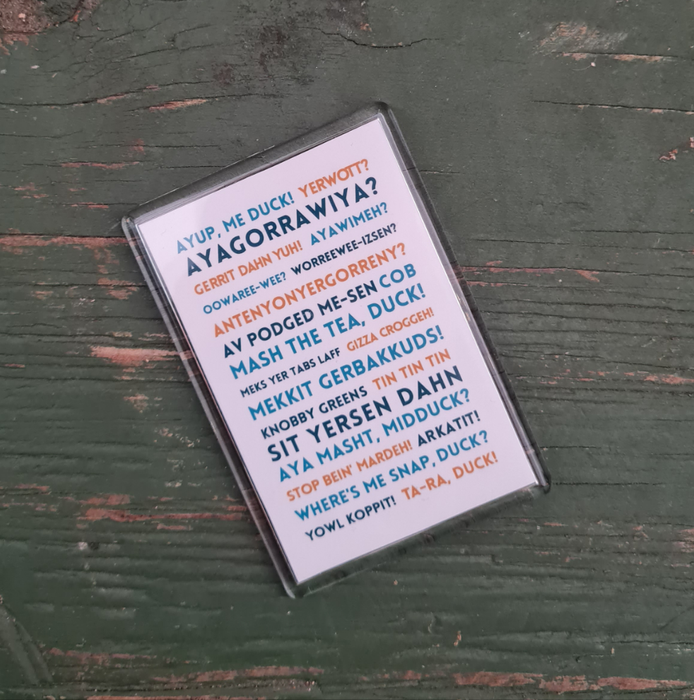 AYUP, ME DUCK! YERWOTT?
AYAGORRAWIYA?
GERRIT DAHN YUH! AYAWIMEH?
OOWAREE-WEE? WORREEWEE-IZSEN?
ANTENYONYERGORRENY?
AV PODGED ME-SEN COB
MASH THE TEA, DUCK!
MEKS YER TABS LAFF GIZZA CROGGEH!
MEKKIT GERBAKKUDS!
KNOBBY GREENS TIN TIN TIN
SIT YERSEN DAHN
AYA MASHT, MIDDUCK?
STOP BEIN' MARDEH! ARKATIT!
WHERE'S ME SNAP, DUCK?
YOWL KOPPIT! TA-RA, DUCK!